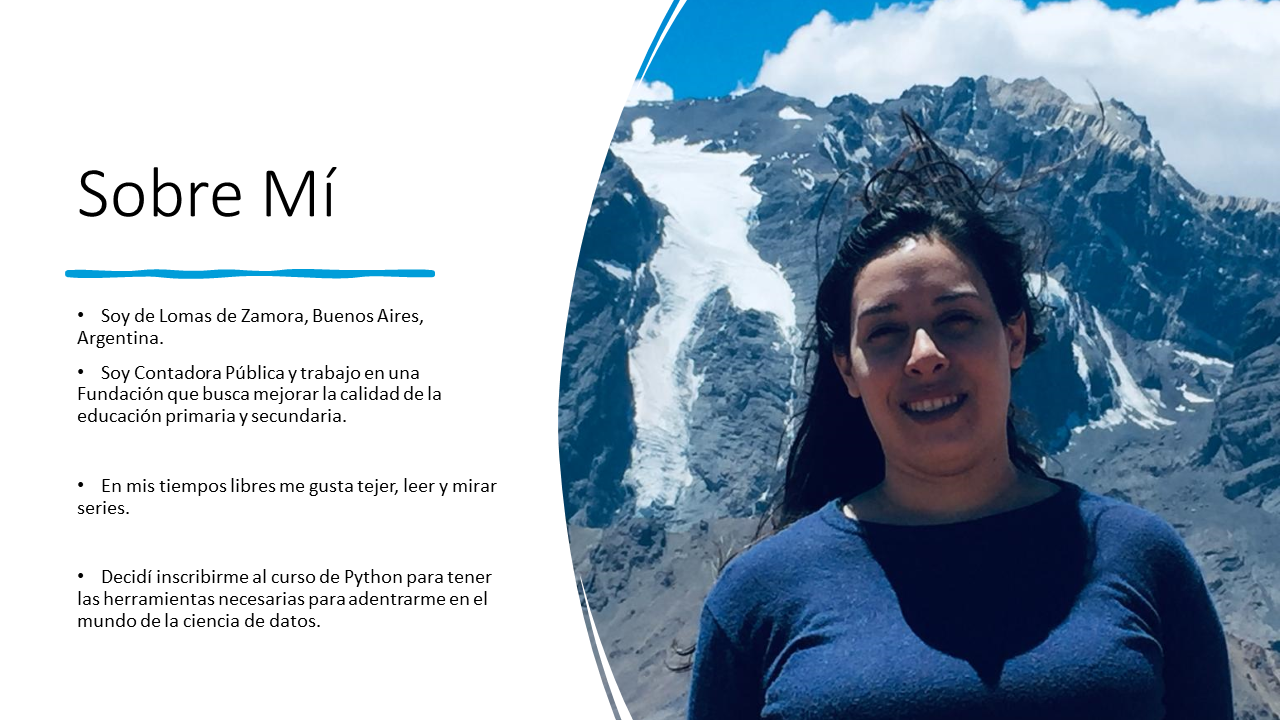 Sobre Mí
• Soy de Lomas de Zamora, Buenos Aires,
Argentina.
• Soy Contadora Pública y trabajo en una
Fundación que busca mejorar la calidad de la
educación primaria y secundaria.
• En mis tiempos libres me gusta tejer, leer y mirar
series.
• Decidí inscribirme al curso de Python para tener
las herramientas necesarias para adentrarme en el
mundo de la ciencia de datos.